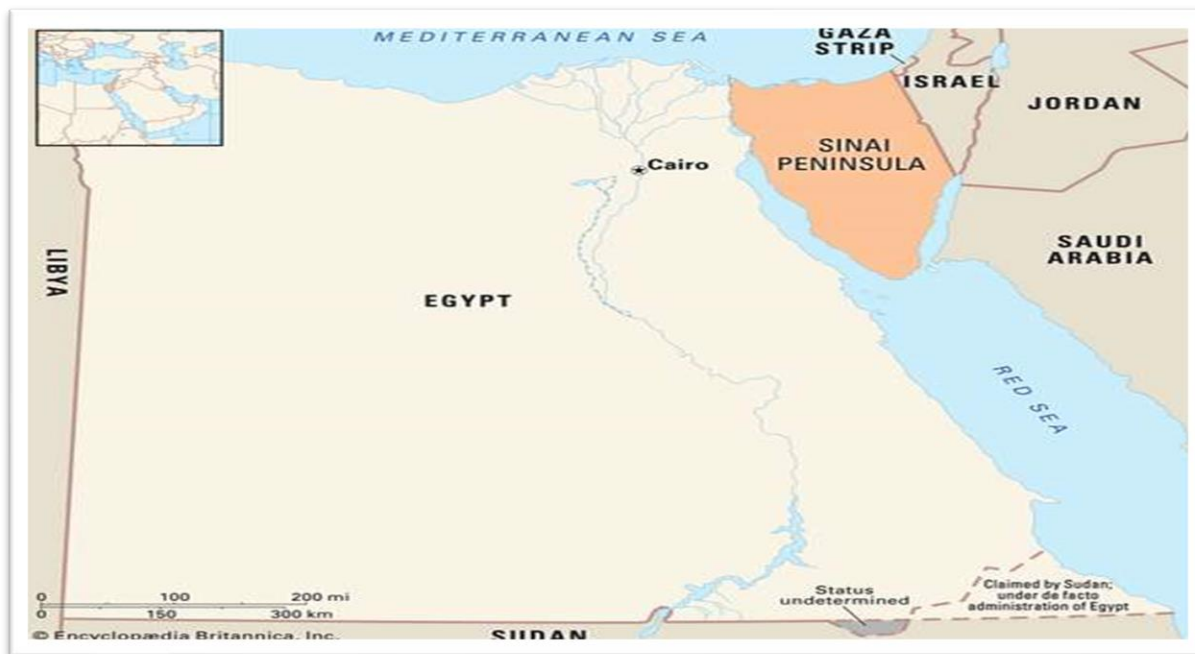 MEDITERRANEAN SEA
GAZA
STRIP
ISRAEL
JORDAN
SINAI
PENINSULA
Cairo
SAUDI
ARABIA
LIBYA
EGYPT
RED SEA
0 100 200 mi
0 150 300 km
Status
undetermined
Claimed by Sudan;
under de facto
administration of Egypt
© Encyclopædia Britannica, Inc.
SUDAN